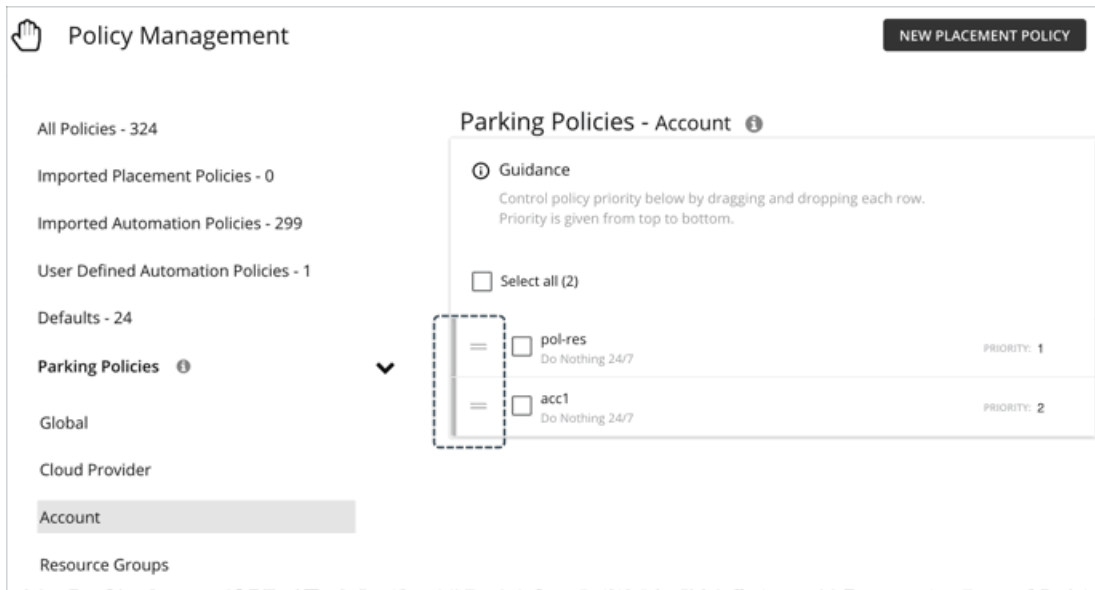 Policy Management
NEW PLACEMENT POLICY
All Policies - 324
Imported Placement Policies - 0
Imported Automation Policies - 299
User Defined Automation Policies - 1
Defaults - 24
Parking Policies
Global
Cloud Provider
Account
Resource Groups
Parking Policies - Account
Guidance
Control policy priority below by dragging and dropping each row.
Priority is given from top to bottom.
Select all (2)
pol-res
Do Nothing 24/7
PRIORITY: 1
acc1
Do Nothing 24/7
PRIORITY: 2